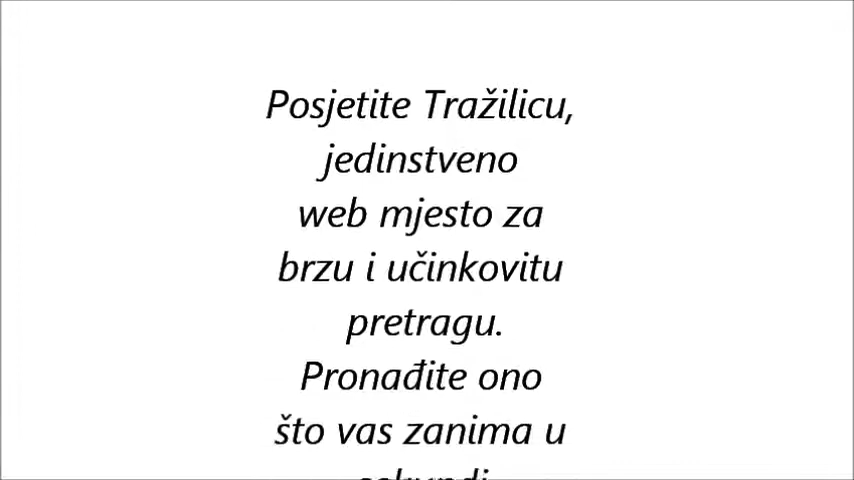 Posjetite Tražilicu,
jedinstveno
web mjesto za
brzu i učinkovitu
pretragu.
Pronađite ono
što vas zanima u